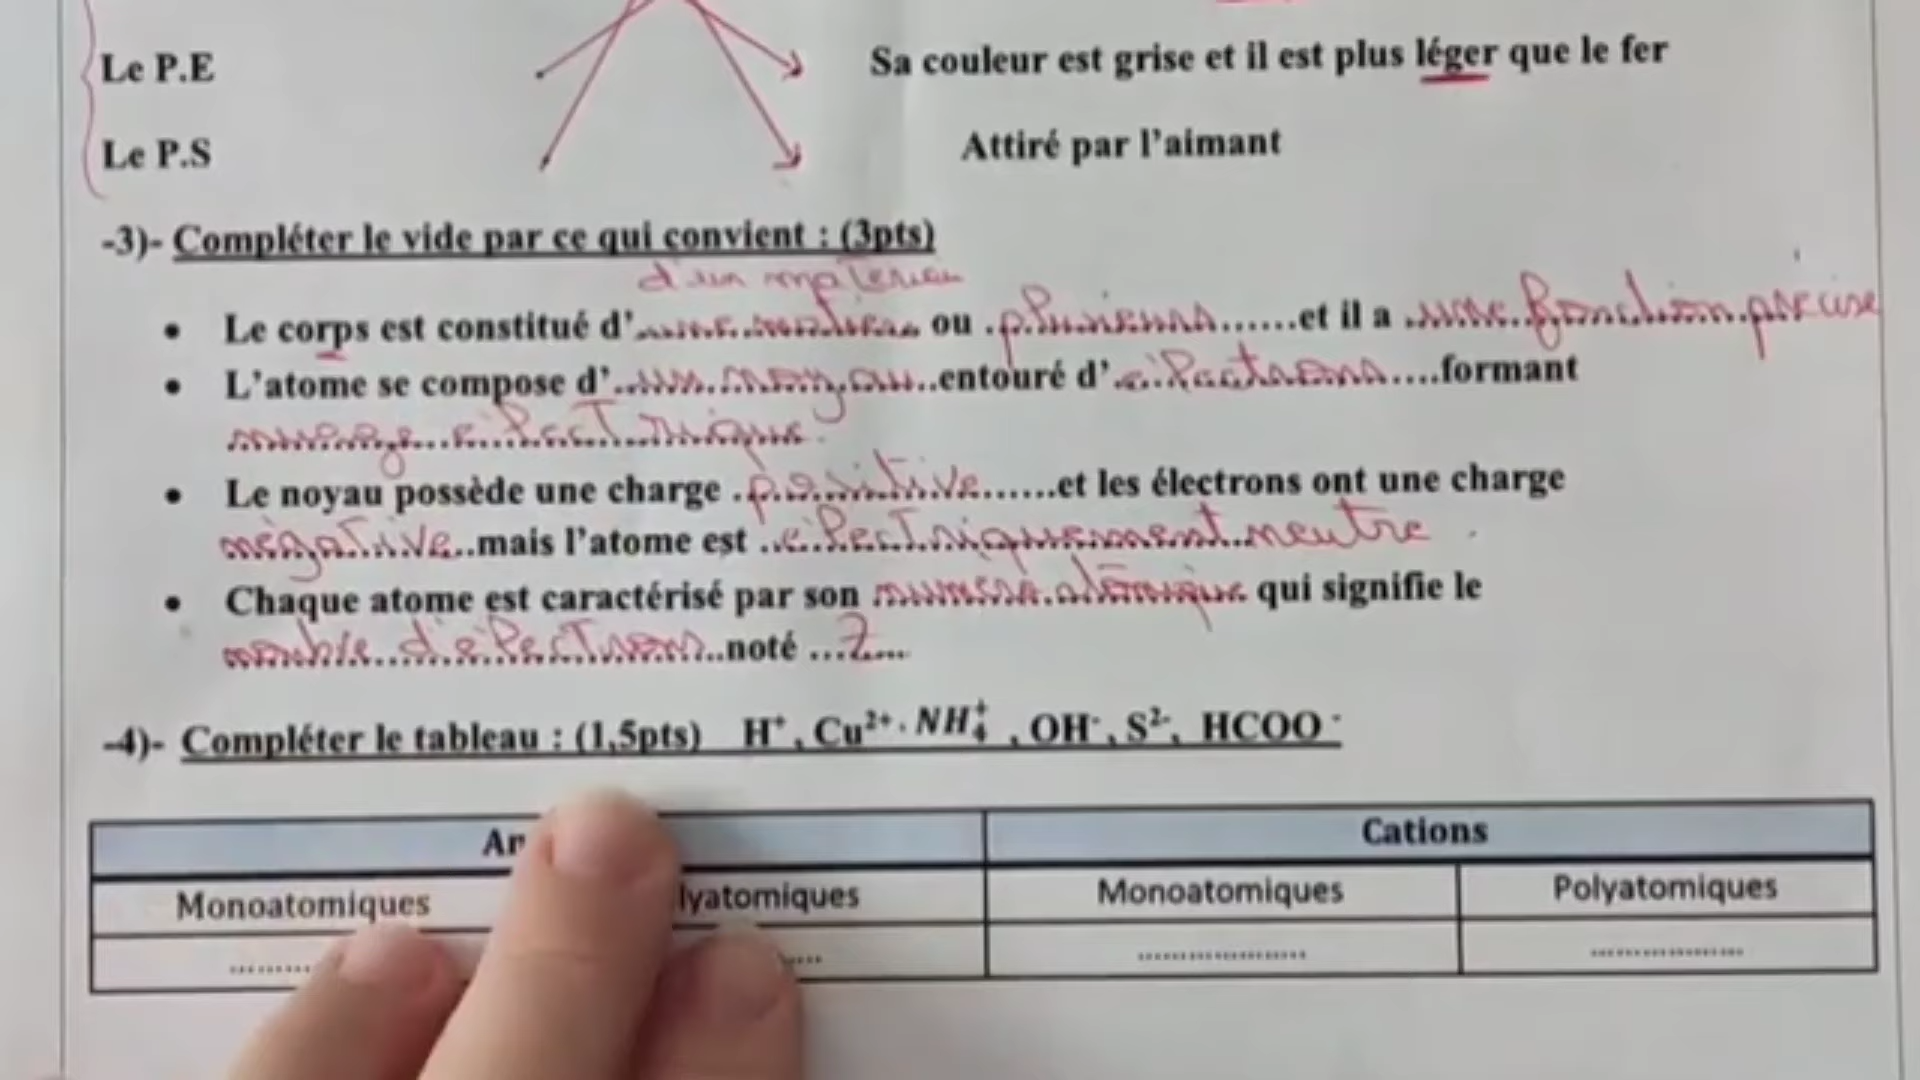 Le P.E
Sa couleur est grise et il est plus léger que le fer
Le P.S
Attiré par l'aimant
-3)- Compléter le vide par ce qui convient : (3pts)
d'un matériau
• Le corps est constitué d'une matière ou plusieurs et il a une fonction précise
• L'atome se compose d'un noyau entouré d'électrons formant
nuage électrique
• Le noyau possède une charge positive et les électrons ont une charge
négative mais l'atome est électriquement neutre
• Chaque atome est caractérisé par son numéro atomique qui signifie le
nombre d'électrons noté Z
-4)- Compléter le tableau : (1,5pts) H⁺, Cu²⁺, NH₄⁺, OH⁻, S²⁻, HCOO⁻
Cations
Monoatomiques lyatomiques Monoatomiques Polyatomiques